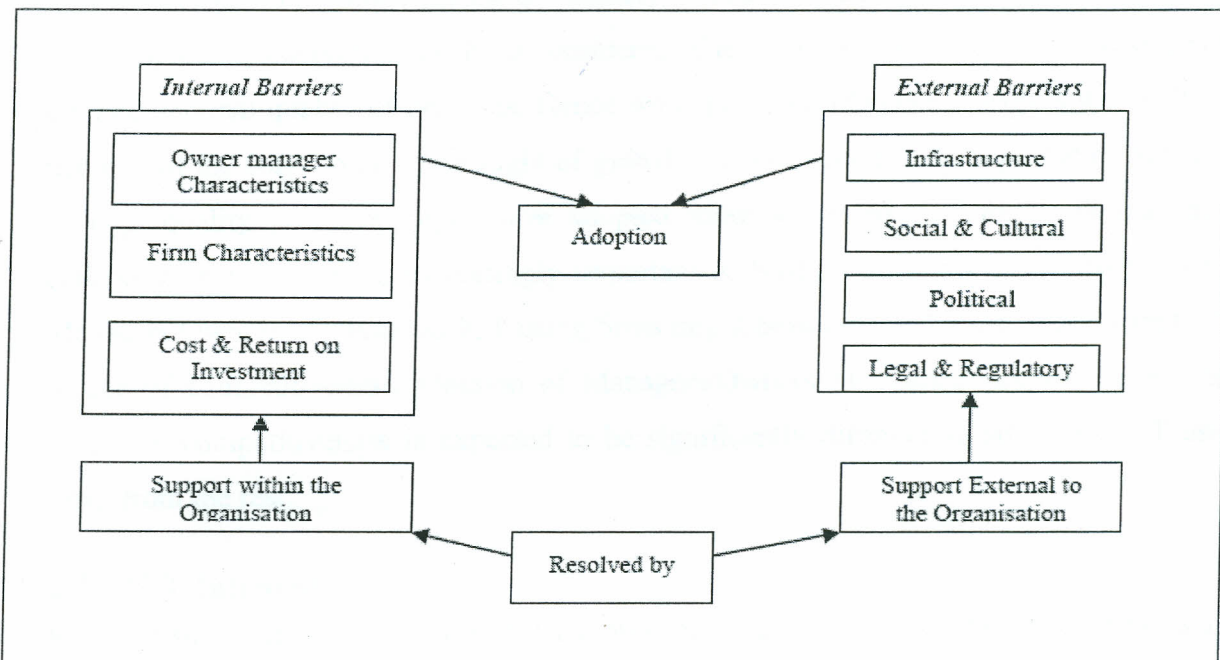 Internal Barriers
Owner manager
Characteristics
Firm Characteristics
Cost & Return on
Investment
Support within the
Organisation
Adoption
Resolved by
External Barriers
Infrastructure
Social & Cultural
Political
Legal & Regulatory
Support External to
the Organisation